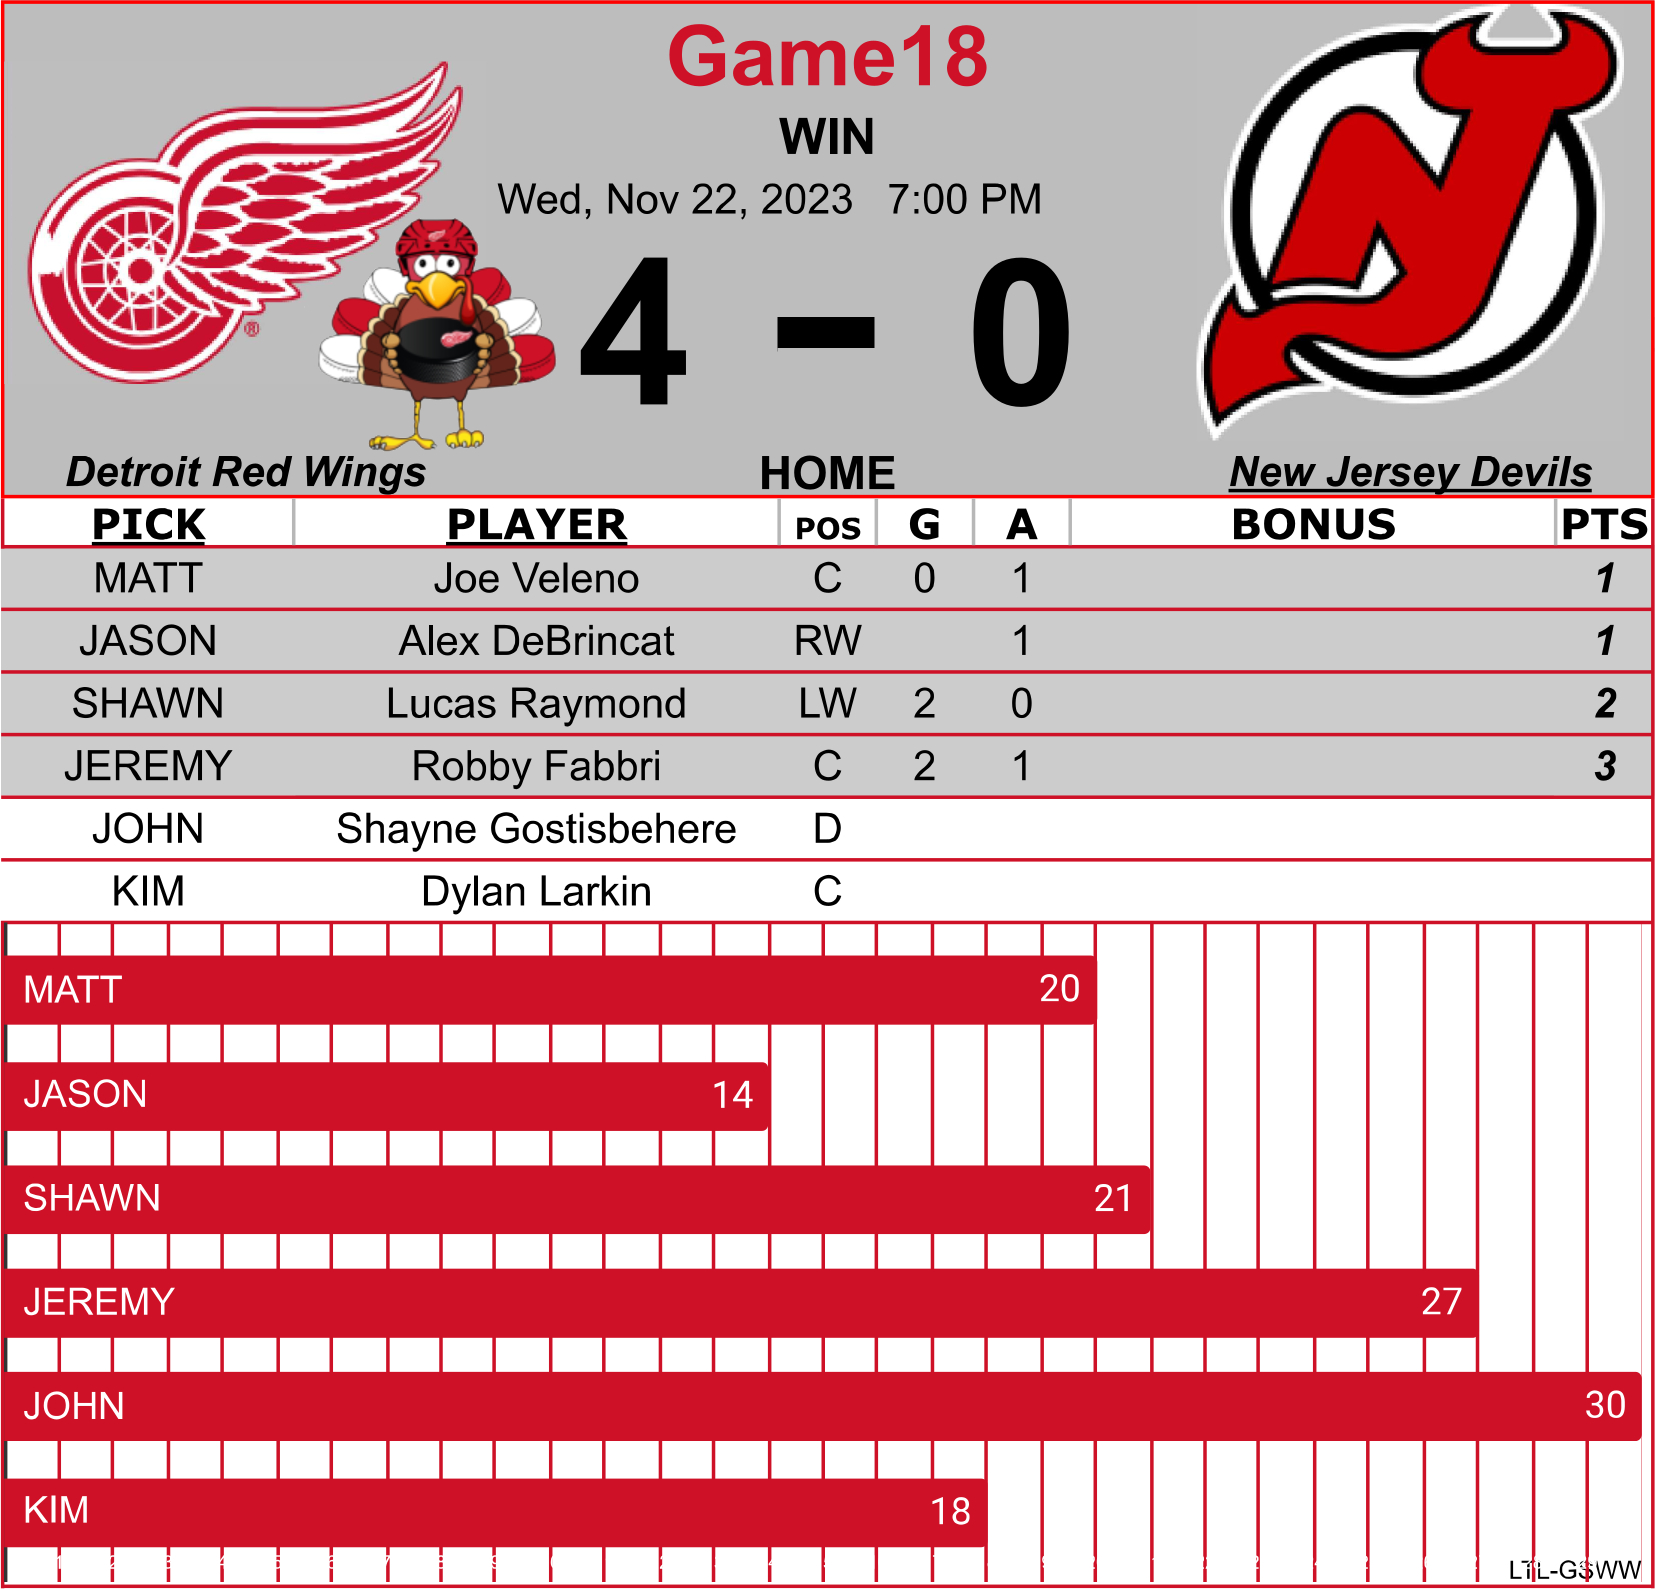 Game18
WIN
Wed, Nov 22, 2023 7:00 PM
4 - 0
Detroit Red Wings HOME New Jersey Devils
PICK PLAYER POS G A BONUS PTS
MATT Joe Veleno C 0 1 1
JASON Alex DeBrincat RW 1 1
SHAWN Lucas Raymond LW 2 0 2
JEREMY Robby Fabbri C 2 1 3
JOHN Shayne Gostisbehere D
KIM Dylan Larkin C
MATT 20
JASON 14
SHAWN 21
JEREMY 27
JOHN 30
KIM 18
LTL-GSWW